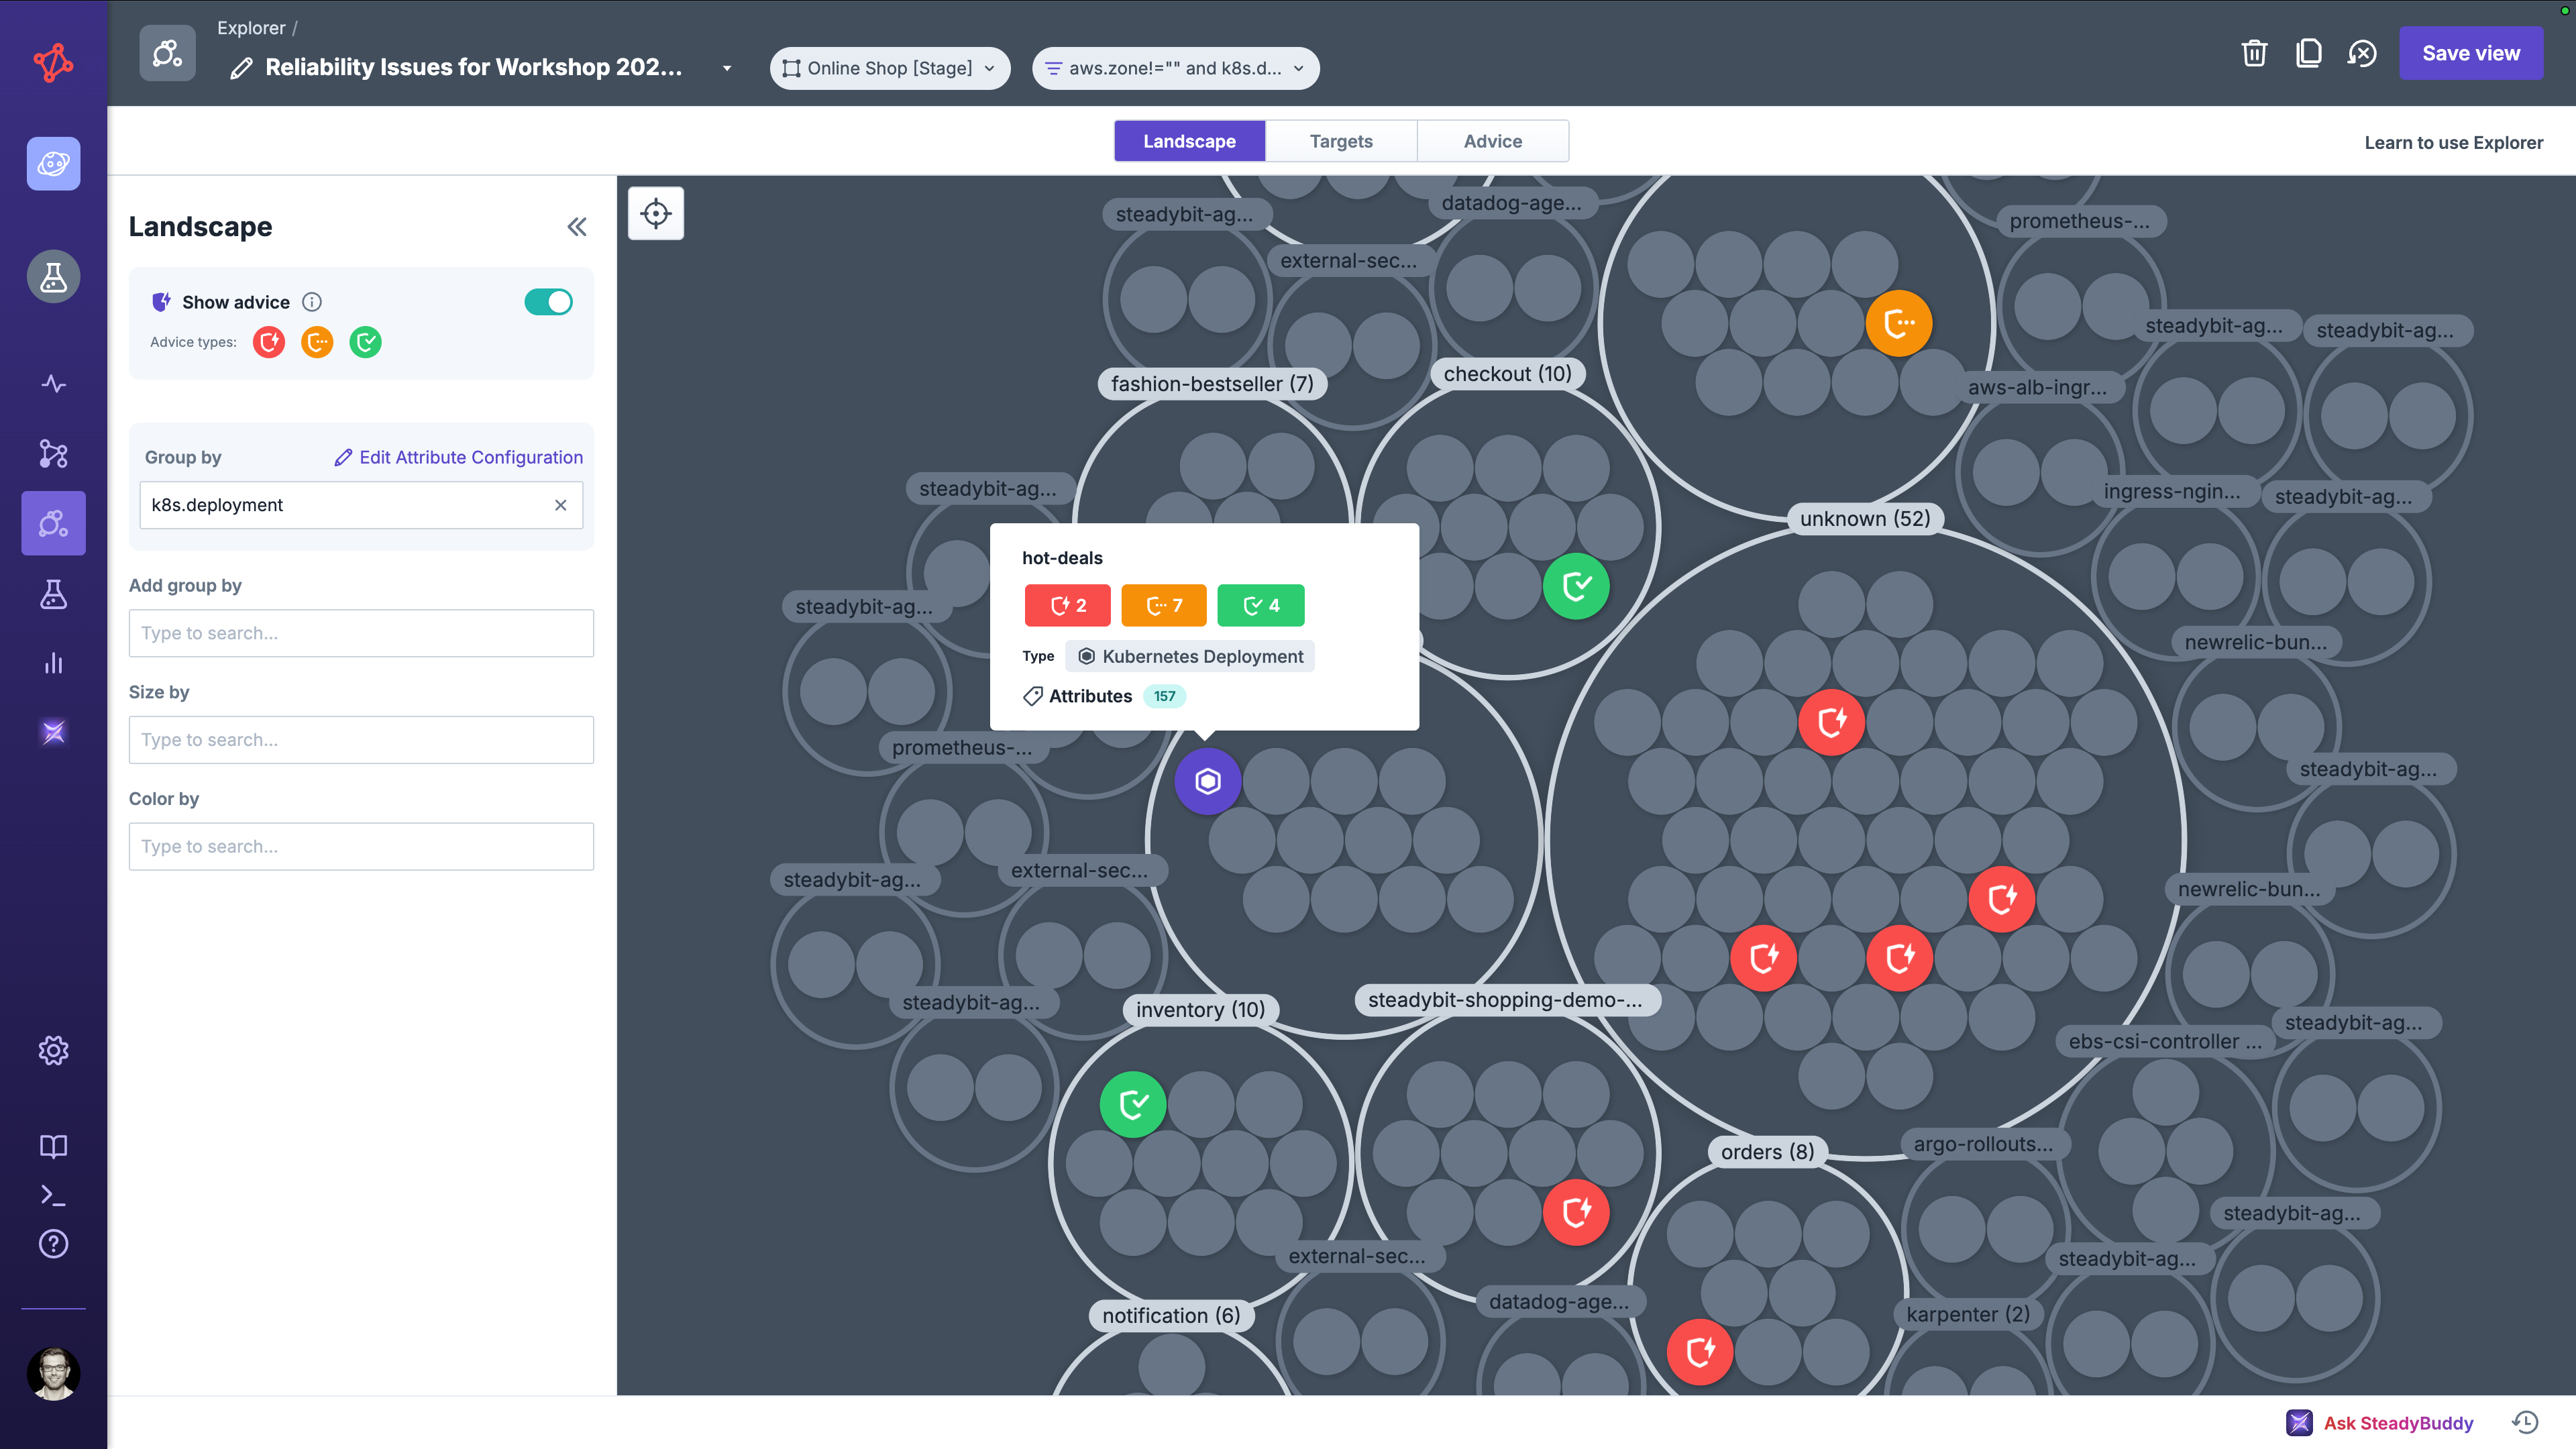 Explorer /
Reliability Issues for Workshop 202...
Online Shop [Stage]
aws.zone!="" and k8s.d...
Save view
Landscape
Targets
Advice
Learn to use Explorer
Landscape
Show advice
Advice types:
Group by
Edit Attribute Configuration
k8s.deployment
Add group by
Type to search...
Size by
Type to search...
Color by
Type to search...
steadybit-ag...
datadog-age...
prometheus-...
external-sec...
steadybit-ag...
steadybit-ag...
fashion-bestseller (7)
checkout (10)
aws-alb-ingr...
steadybit-ag...
ingress-ngin...
steadybit-ag...
unknown (52)
hot-deals
2
7
4
Type
Kubernetes Deployment
Attributes
157
steadybit-ag...
newrelic-bun...
prometheus-...
steadybit-ag...
external-sec...
steadybit-ag...
newrelic-bun...
steadybit-ag...
inventory (10)
steadybit-shopping-demo-...
steadybit-ag...
ebs-csi-controller ...
orders (8)
argo-rollouts...
steadybit-ag...
external-sec...
steadybit-ag...
datadog-age...
karpenter (2)
notification (6)
Ask SteadyBuddy